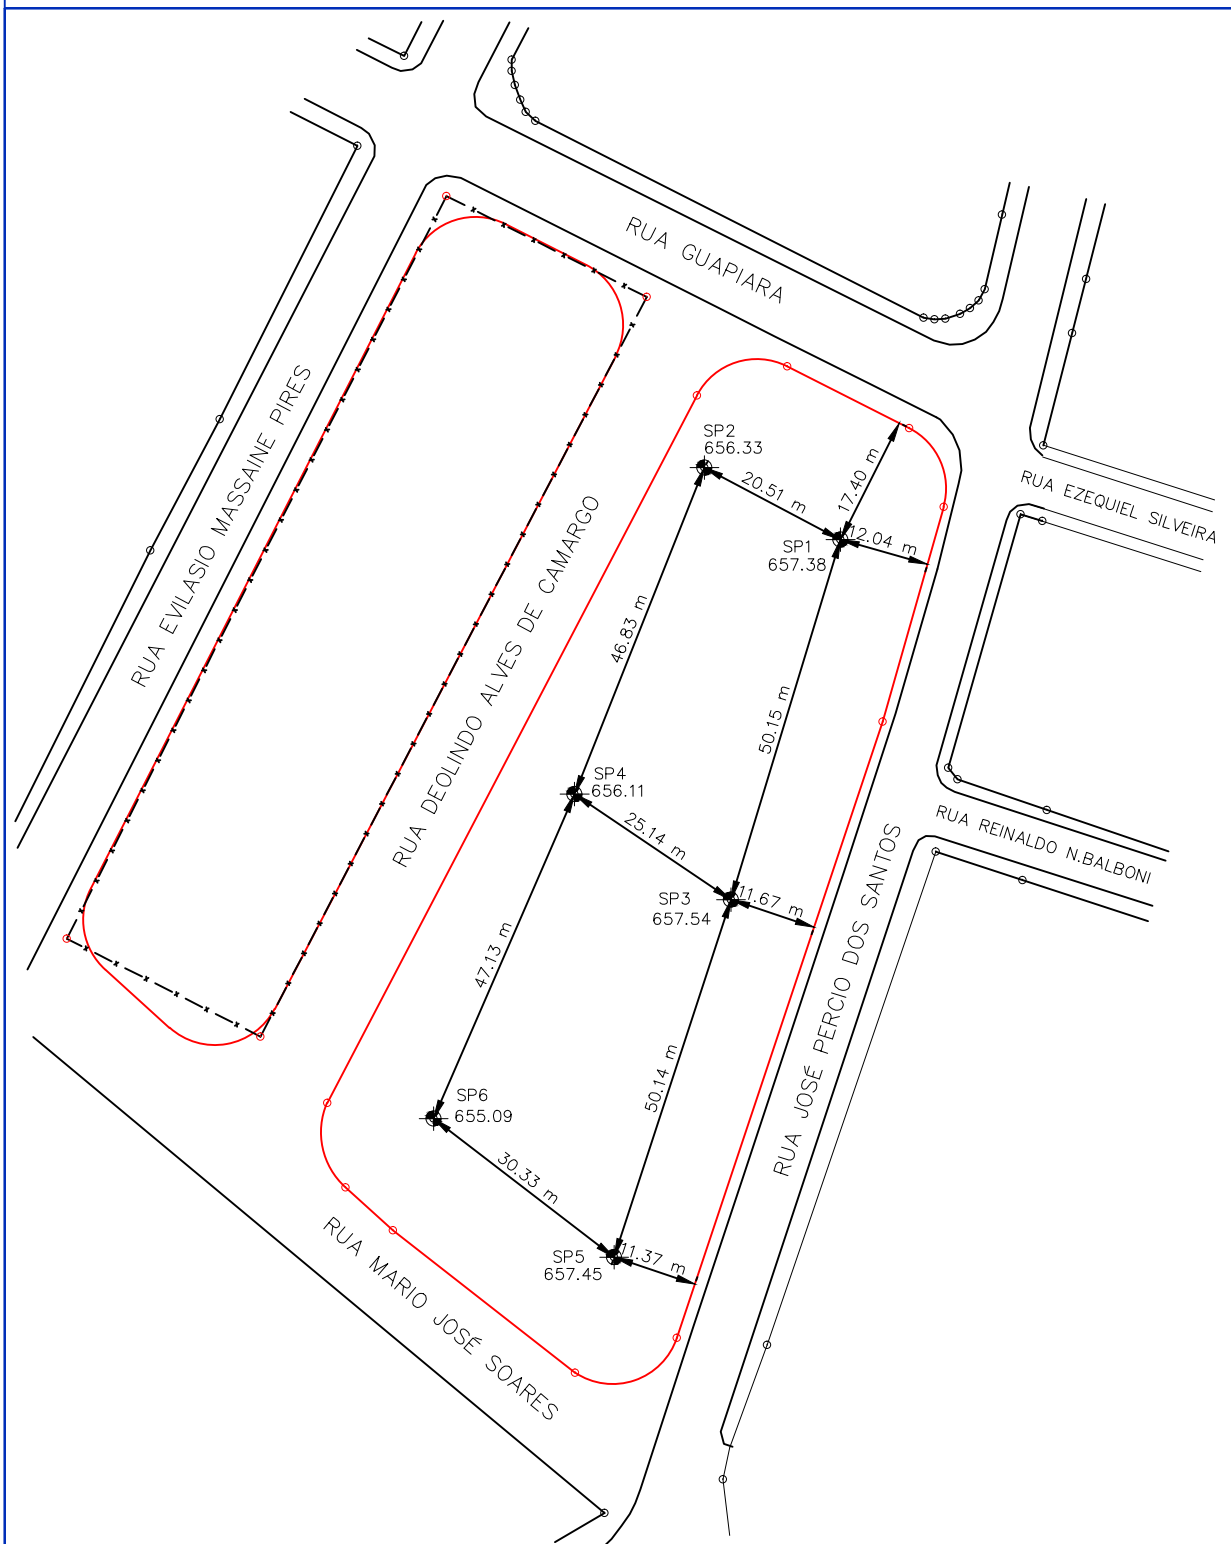 RUA GUAPIARA
RUA EVILASIO MASSAINE PIRES
SP2
656.33
20.51 m
17.40 m
RUA EZEQUIEL SILVEIRA
12.04 m
SP1
657.38
RUA DEOLINDO ALVES DE CAMARGO
46.83 m
50.15 m
SP4
656.11
25.14 m
RUA REINALDO N.BALBONI
SP3
657.54
11.67 m
47.13 m
RUA JOSÉ PERCIO DOS SANTOS
50.14 m
SP6
655.09
30.33 m
RUA MARIO JOSÉ SOARES
SP5
657.45
11.37 m